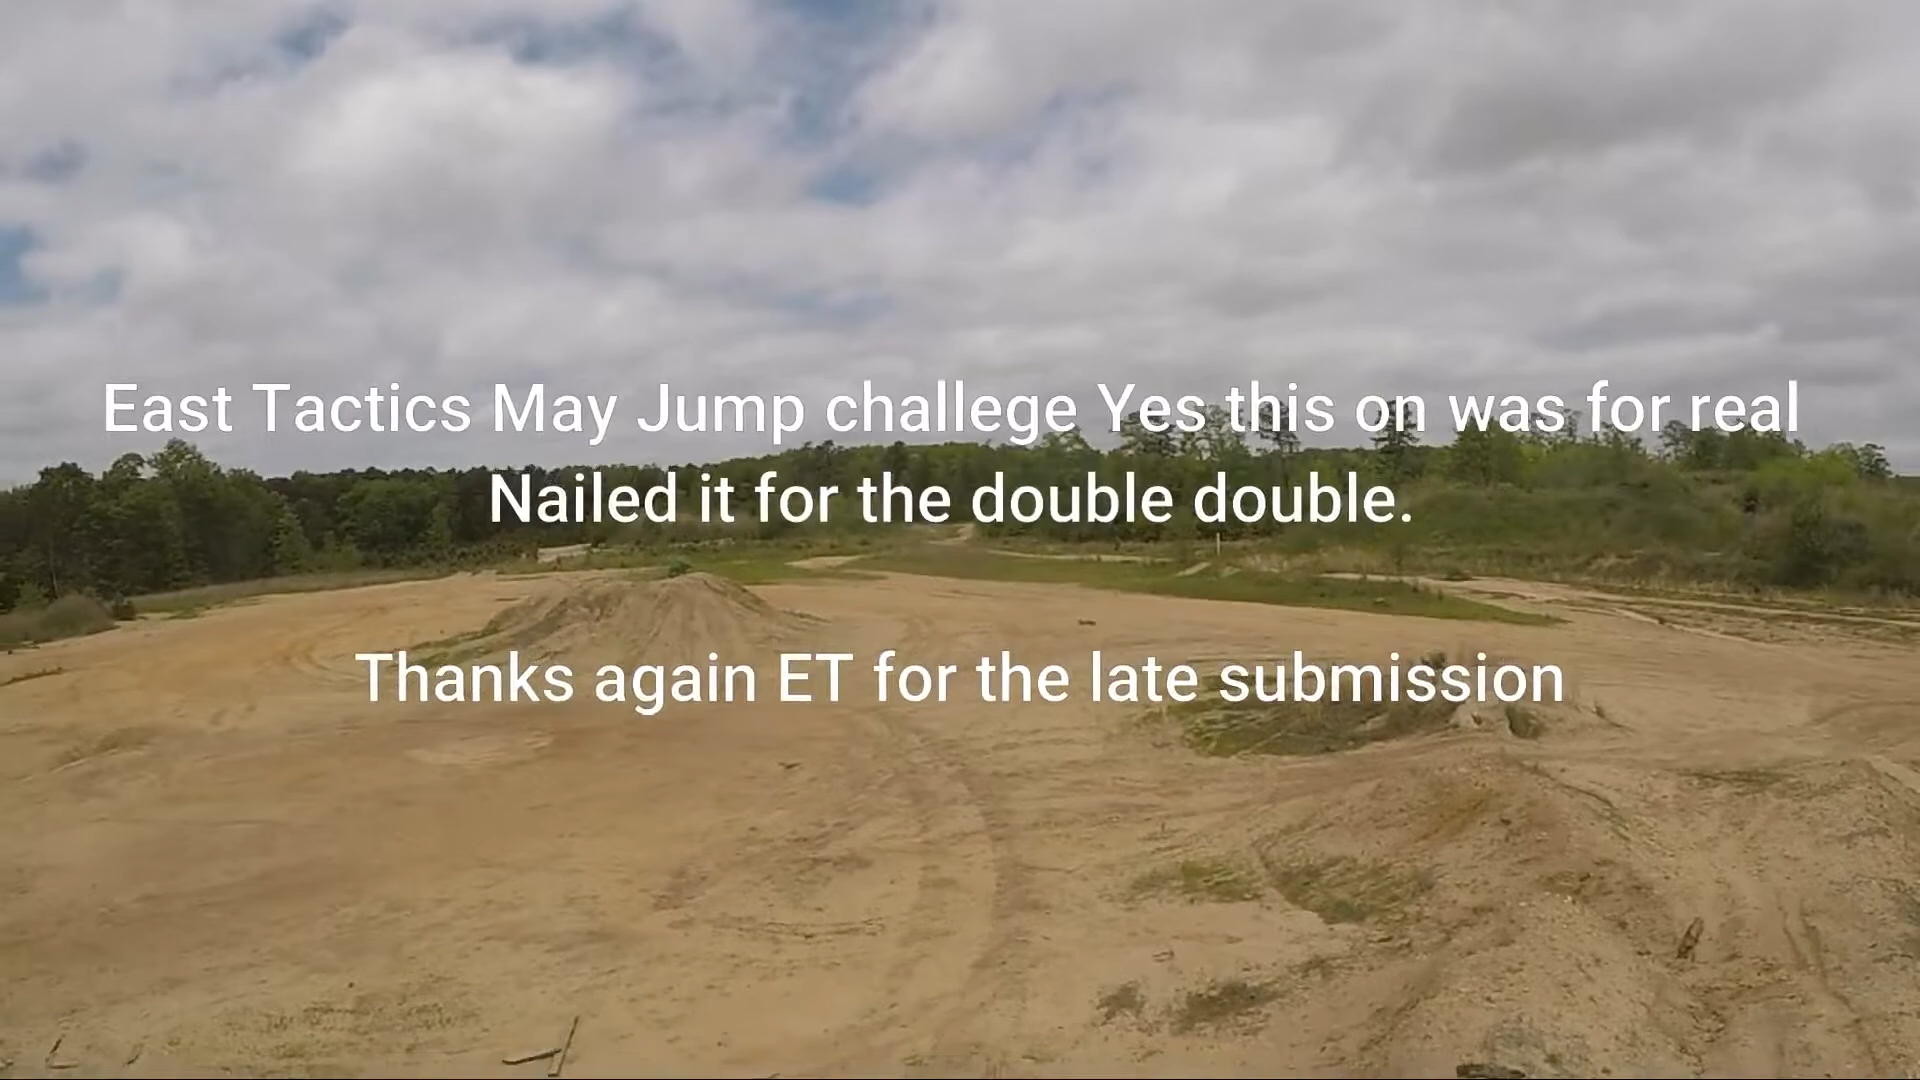 East Tactics May Jump challege Yes this on was for real
Nailed it for the double double.
Thanks again ET for the late submission